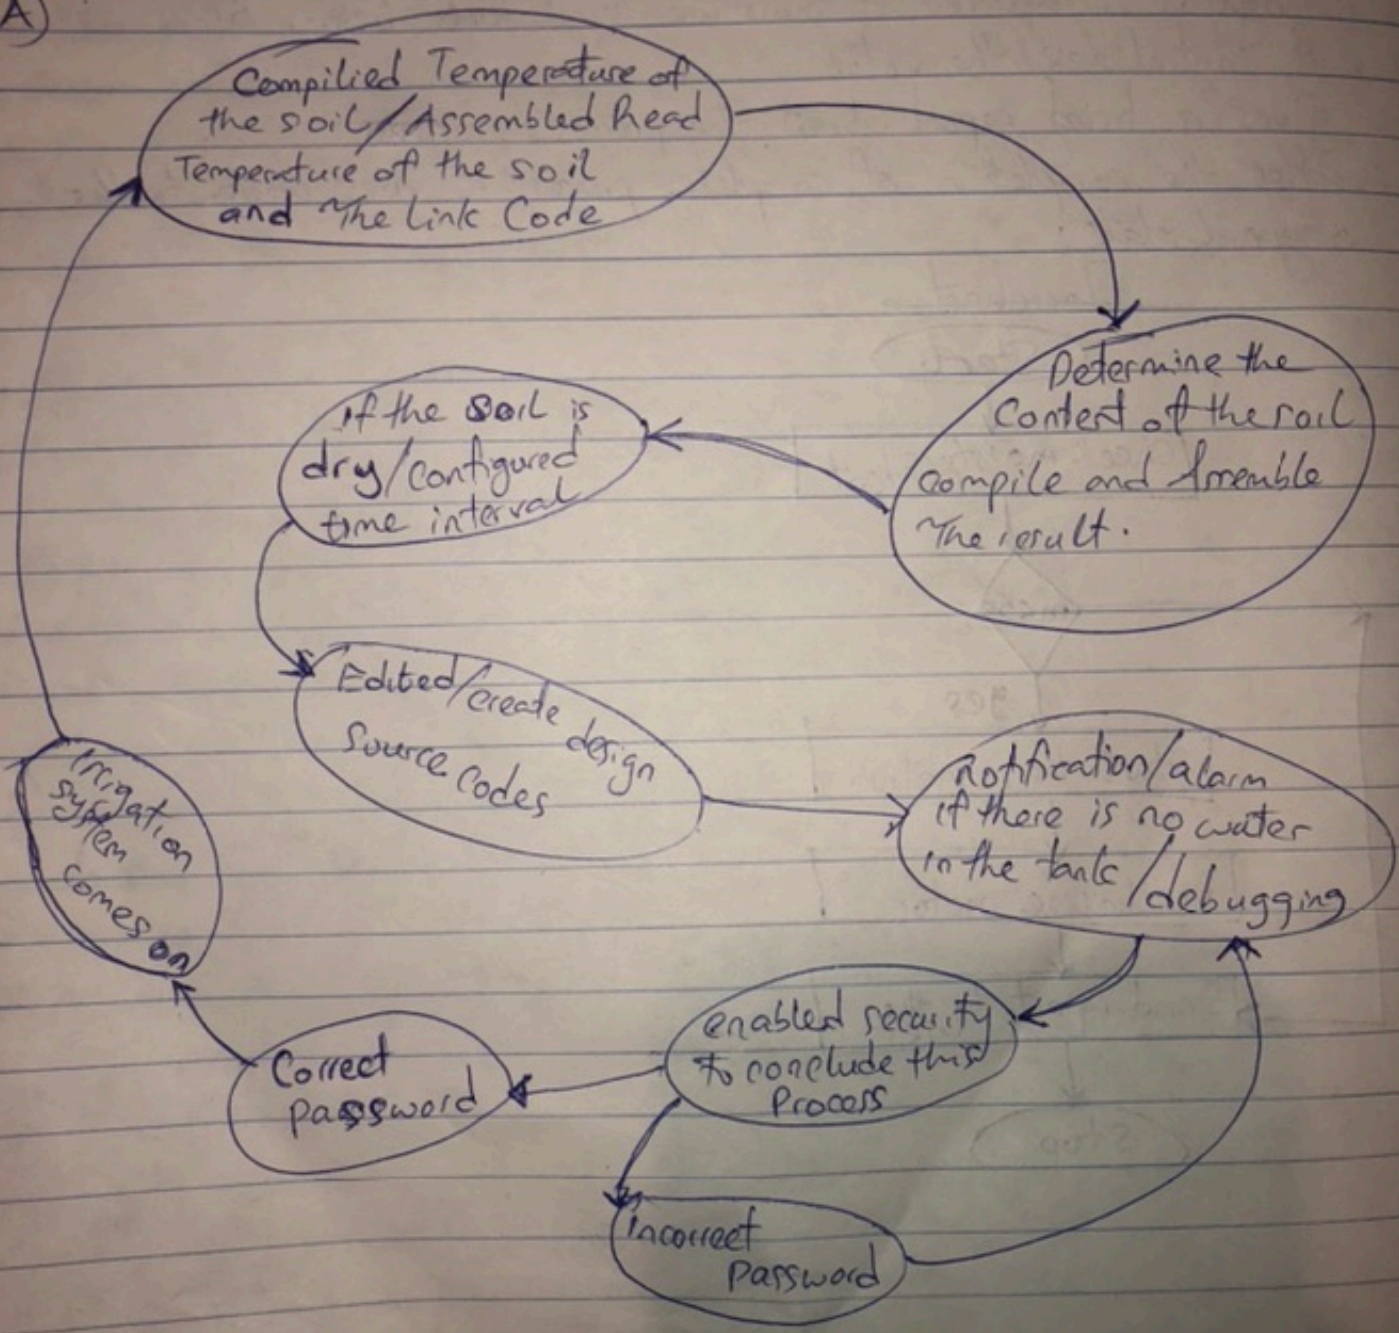 A)
Compilied Temperature of
the soil/Assembled Read
Temperature of the soil
and The Link Code
Determine the
Content of the soil
compile and Assemble
The result.
if the soil is
dry/configured
time interval
Edited/create design
Source codes
Notification/alarm
if there is no water
in the tank/debugging
enabled security
to conclude this
Process
Correct
password
Incorrect
password
Irrigation
system
comes on